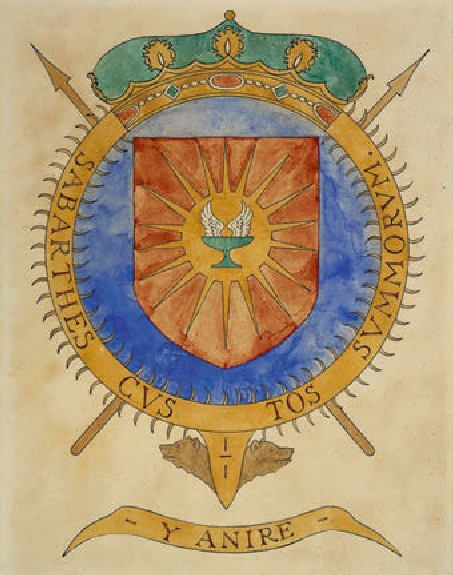 SABARTHES CVS TOS SVMMORVM.
- Y ANIRE -